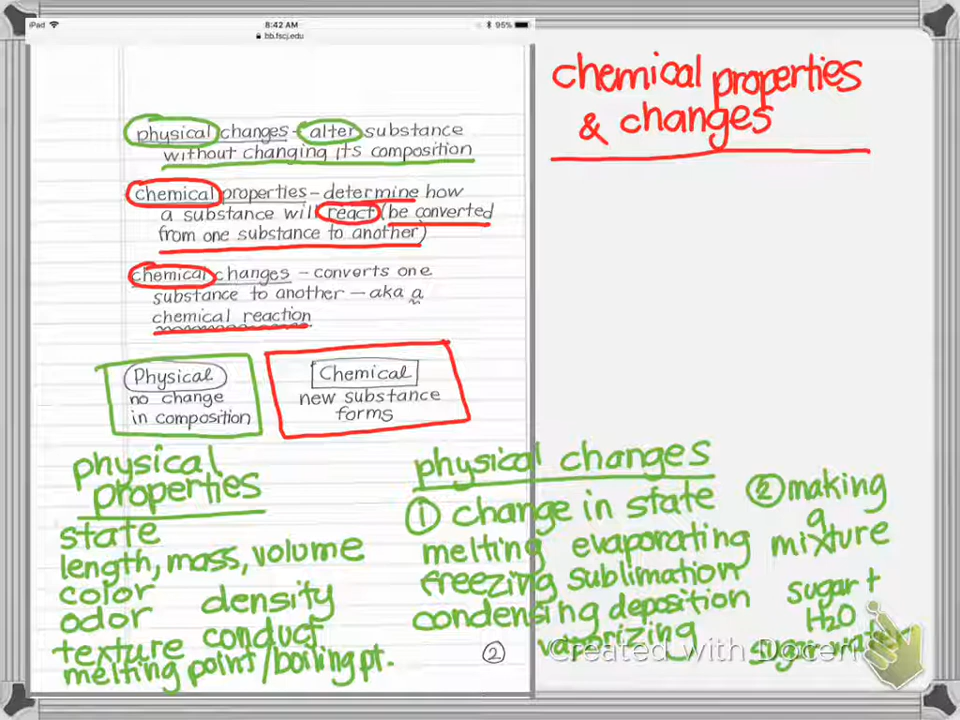 iPad
8:42 AM
95%
bb.fscj.edu
physical changes - alter substance
without changing its composition
chemical properties - determine how
a substance will react (be converted
from one substance to another)
chemical changes - converts one
substance to another - aka a
chemical reaction
Physical
no change
in composition
Chemical
new substance
forms
physical
properties
state
length, mass, volume
color
odor
density
texture
conduct
melting point/boiling pt.
②
physical changes
① change in state
melting
evaporating
freezing
sublimation
condensing
deposition
vaporizing
② making
a
mixture
sugar +
H2O
chemical properties
& changes
Created with Doceri